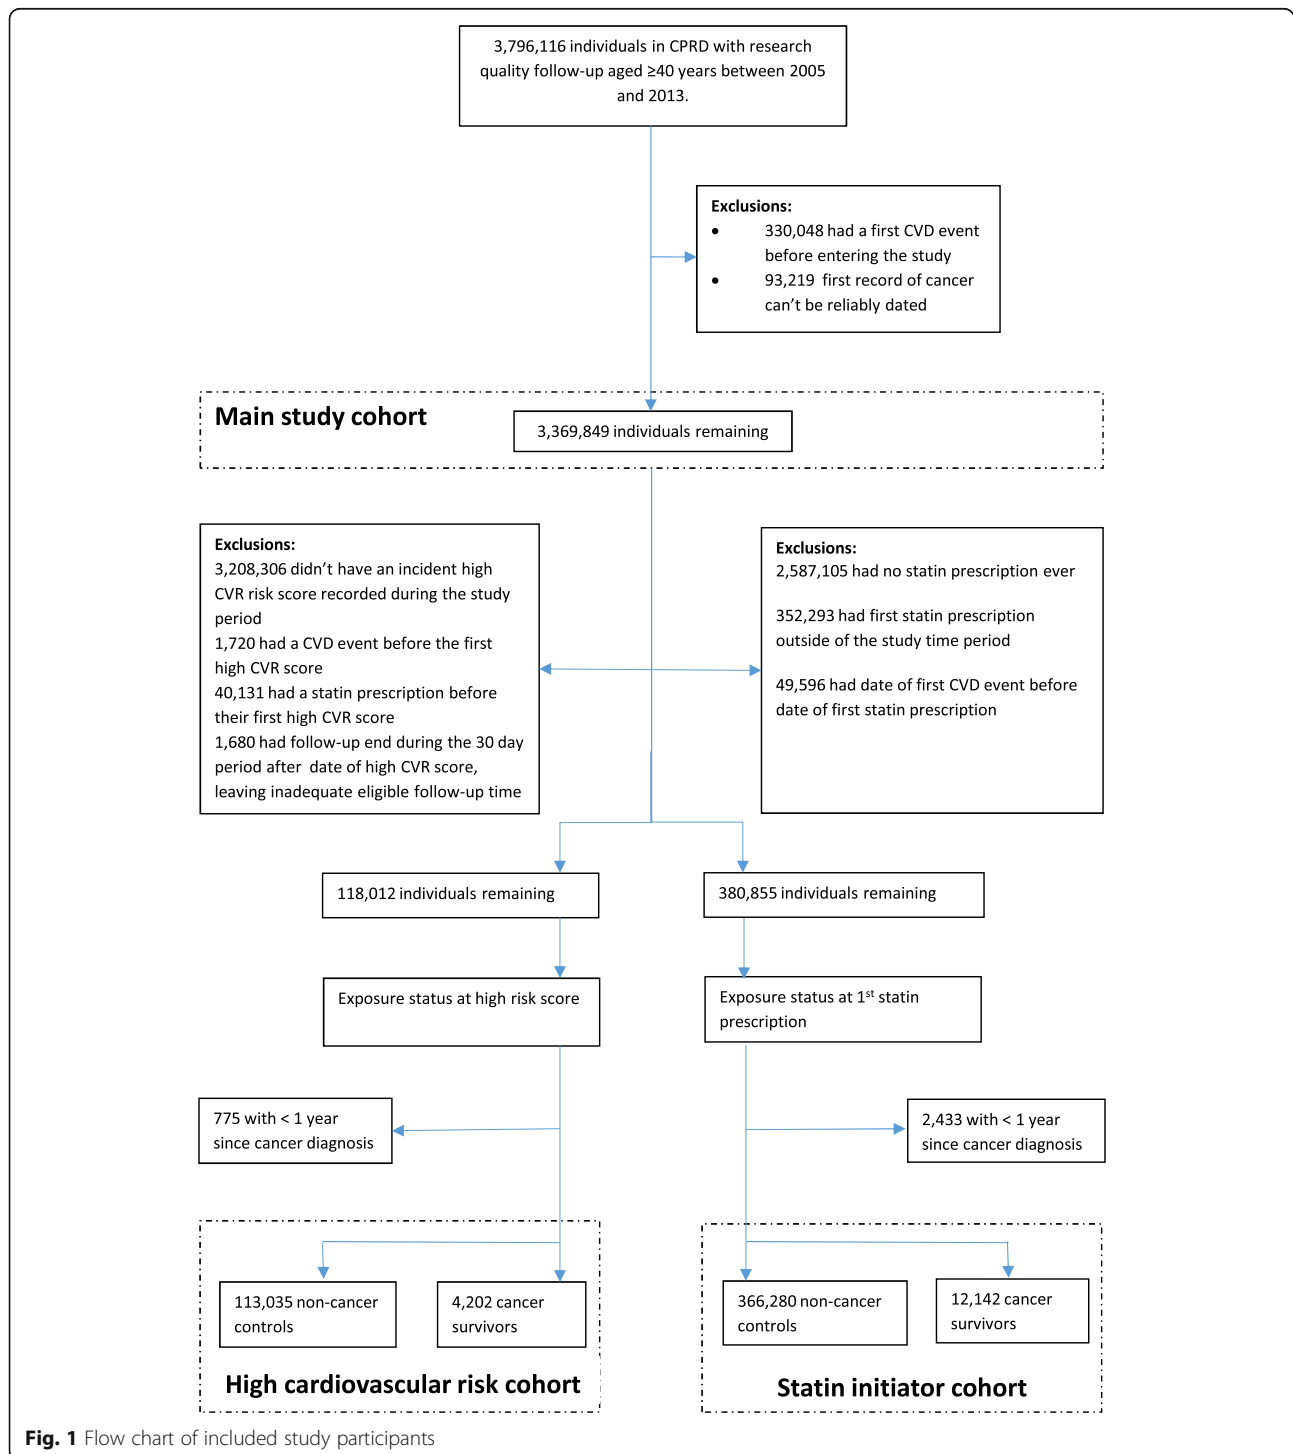 3,796,116 individuals in CPRD with research
quality follow-up aged ≥40 years between 2005
and 2013.
Exclusions:
• 330,048 had a first CVD event
before entering the study
• 93,219 first record of cancer
can't be reliably dated
Main study cohort
3,369,849 individuals remaining
Exclusions:
3,208,306 didn't have an incident high
CVR risk score recorded during the study
period
1,720 had a CVD event before the first
high CVR score
40,131 had a statin prescription before
their first high CVR score
1,680 had follow-up end during the 30 day
period after date of high CVR score,
leaving inadequate eligible follow-up time
Exclusions:
2,587,105 had no statin prescription ever
352,293 had first statin prescription
outside of the study time period
49,596 had date of first CVD event before
date of first statin prescription
118,012 individuals remaining
380,855 individuals remaining
Exposure status at high risk score
Exposure status at 1st statin
prescription
775 with < 1 year
since cancer diagnosis
2,433 with < 1 year
since cancer diagnosis
113,035 non-cancer
controls
4,202 cancer
survivors
366,280 non-cancer
controls
12,142 cancer
survivors
High cardiovascular risk cohort
Statin initiator cohort
Fig. 1 Flow chart of included study participants